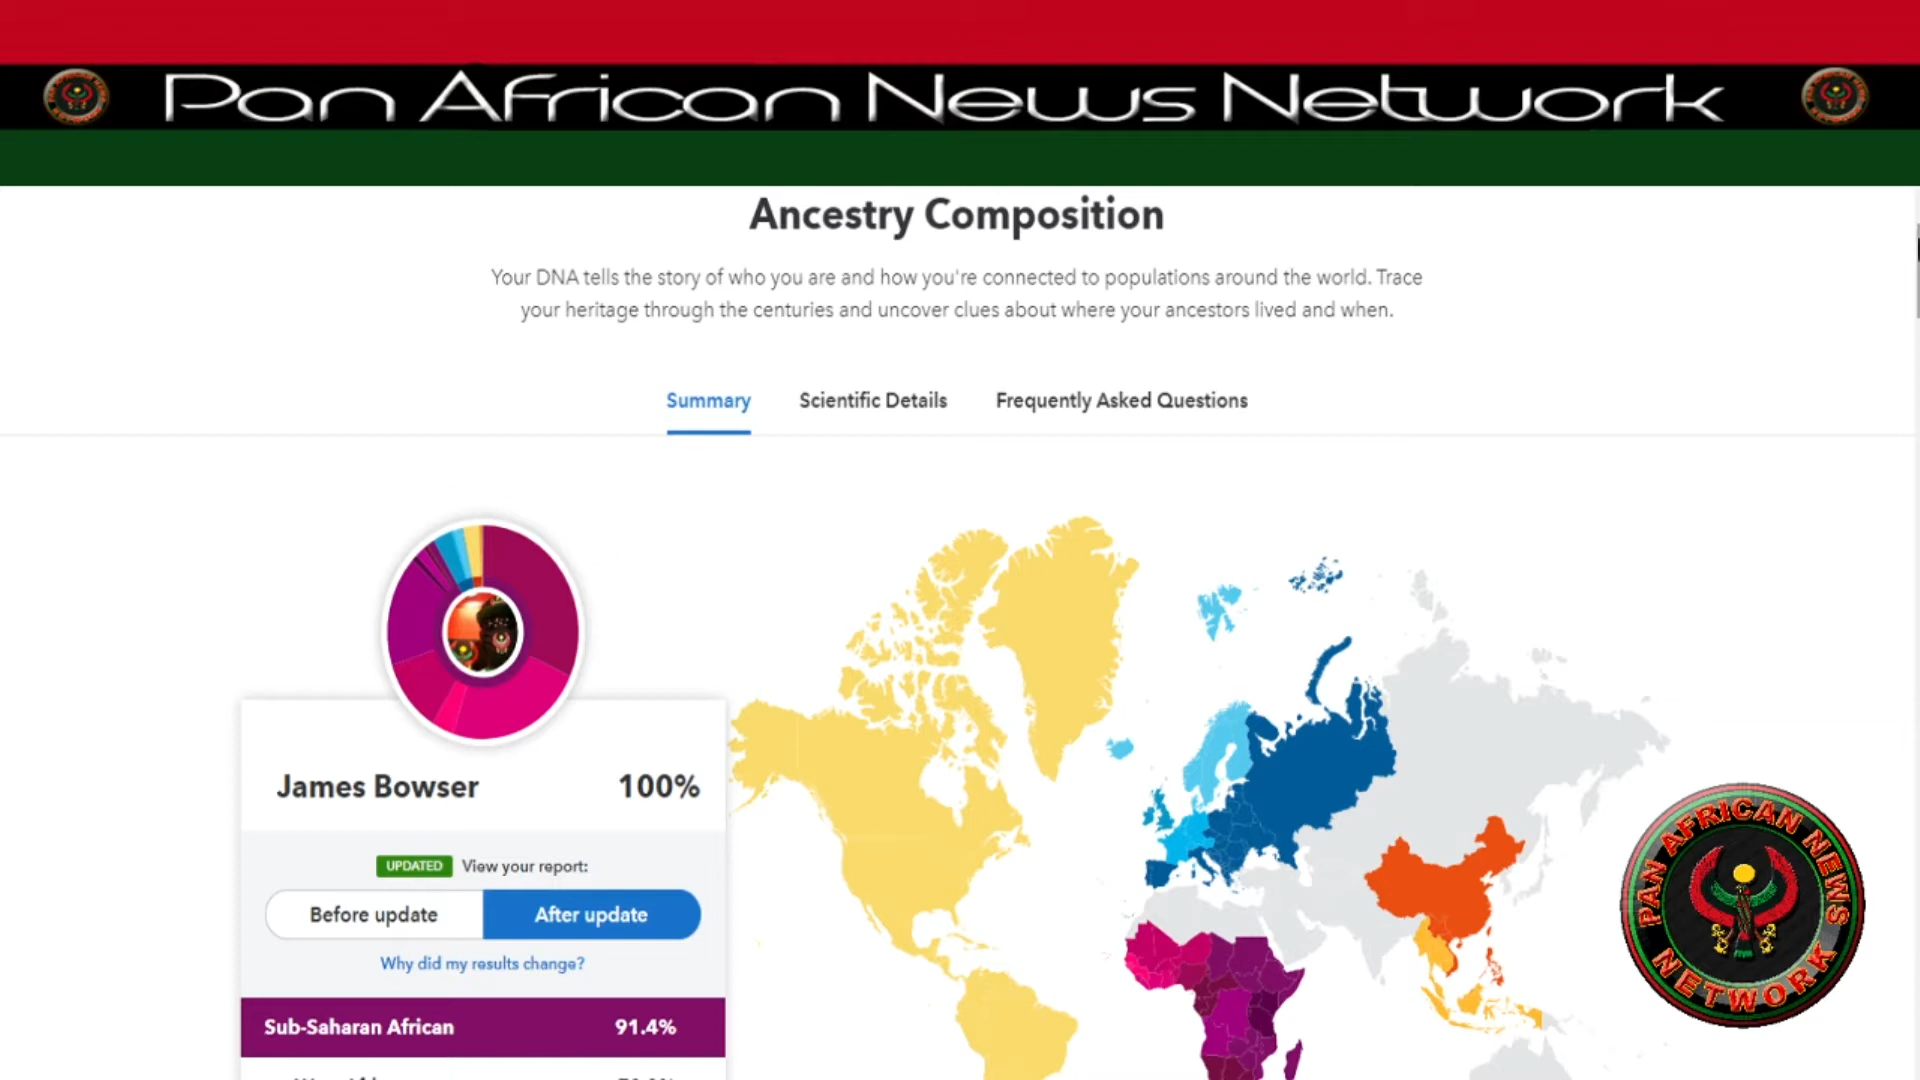 Pan African News Network
Ancestry Composition
Your DNA tells the story of who you are and how you're connected to populations around the world. Trace
your heritage through the centuries and uncover clues about where your ancestors lived and when.
Summary
Scientific Details
Frequently Asked Questions
James Bowser 100%
UPDATED View your report:
Before update
After update
Why did my results change?
Sub-Saharan African 91.4%
PAN AFRICAN NEWS
NETWORK